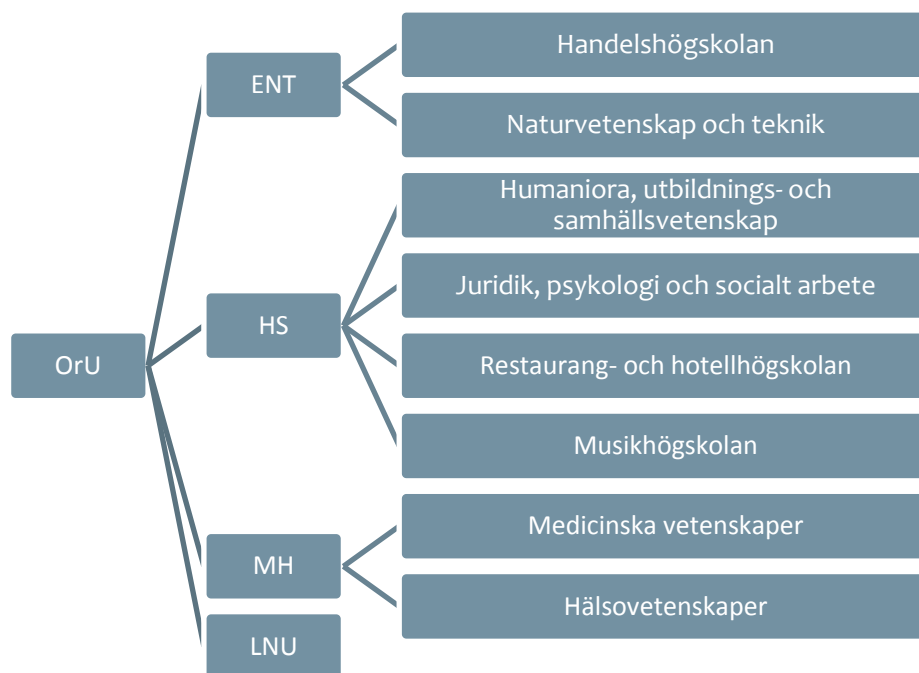 OrU
ENT
Handelshögskolan
Naturvetenskap och teknik
HS
Humaniora, utbildnings- och
samhällsvetenskap
Juridik, psykologi och socialt arbete
Restaurang- och hotellhögskolan
Musikhögskolan
MH
Medicinska vetenskaper
Hälsovetenskaper
LNU